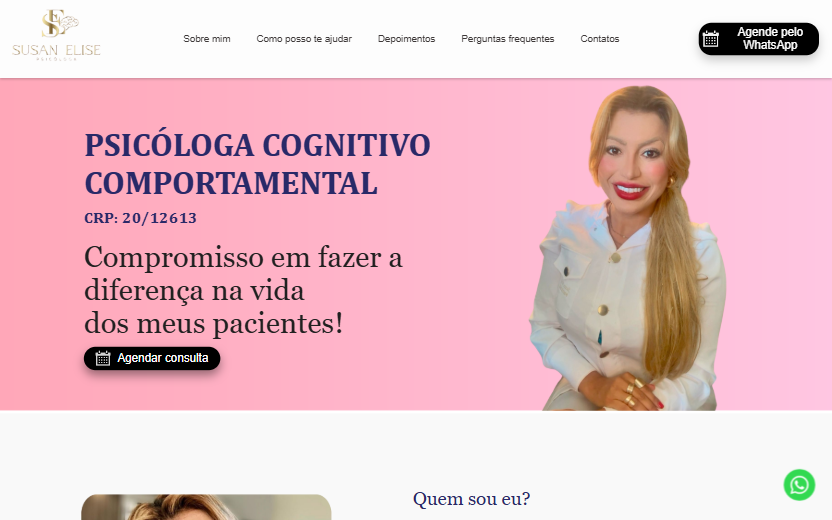 SE
SUSAN ELISE
PSICÓLOGA
Sobre mim
Como posso te ajudar
Depoimentos
Perguntas frequentes
Contatos
Agende pelo
WhatsApp
PSICÓLOGA COGNITIVO
COMPORTAMENTAL
CRP: 20/12613
Compromisso em fazer a
diferença na vida
dos meus pacientes!
Agendar consulta
Quem sou eu?